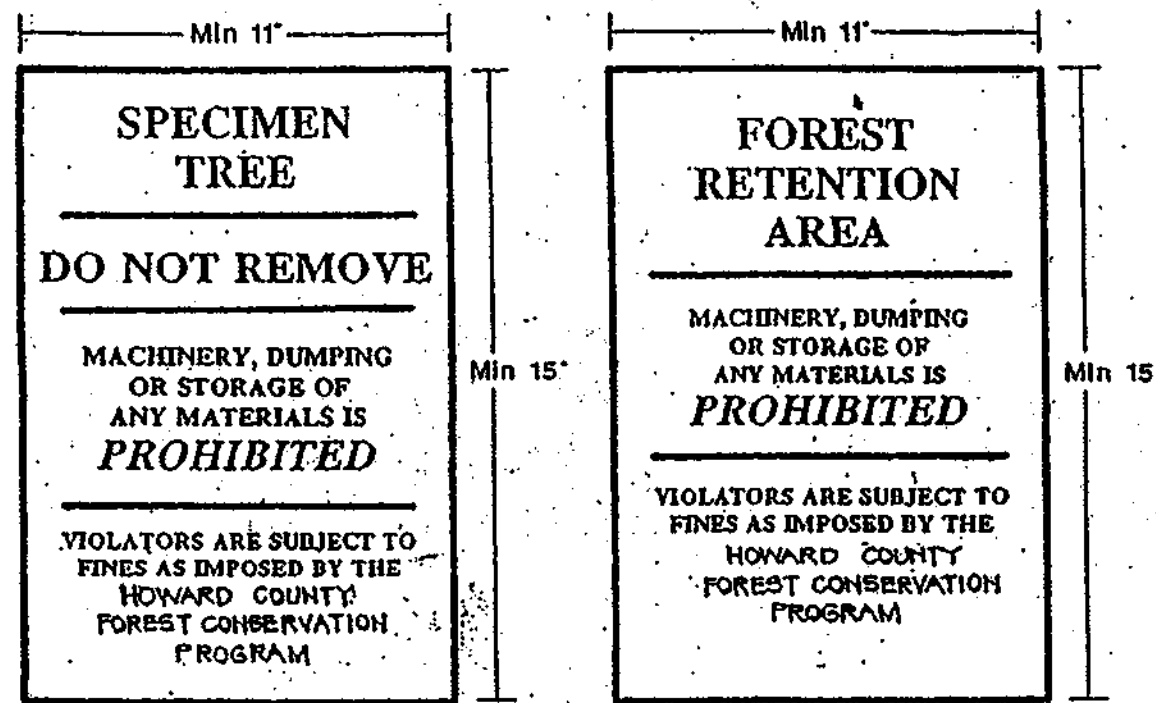 Min 11"
SPECIMEN
TREE
DO NOT REMOVE
MACHINERY, DUMPING
OR STORAGE OF
ANY MATERIALS IS
PROHIBITED
VIOLATORS ARE SUBJECT TO
FINES AS IMPOSED BY THE
HOWARD COUNTY
FOREST CONSERVATION
PROGRAM
Min 15"
Min 11"
FOREST
RETENTION
AREA
MACHINERY, DUMPING
OR STORAGE OF
ANY MATERIALS IS
PROHIBITED
VIOLATORS ARE SUBJECT TO
FINES AS IMPOSED BY THE
HOWARD COUNTY
FOREST CONSERVATION
PROGRAM
Min 15